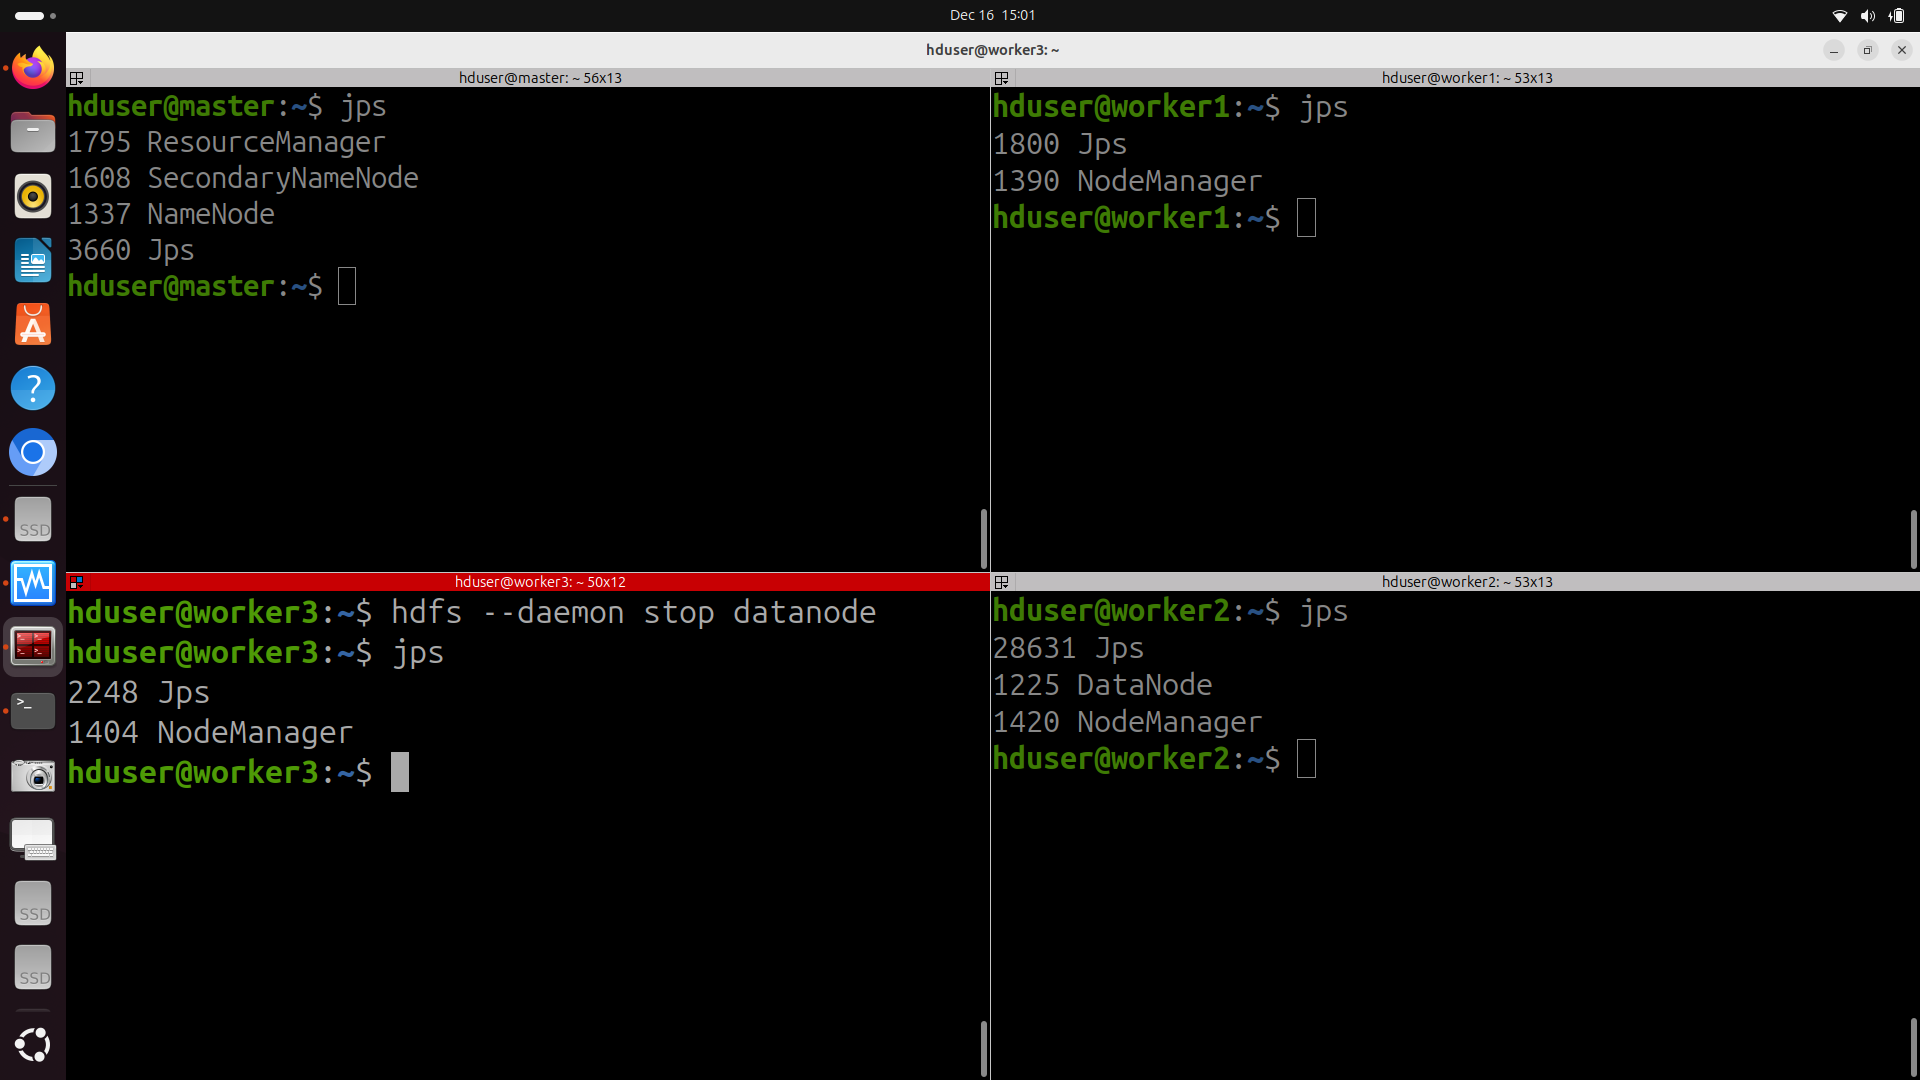 Dec 16 15:01
hduser@worker3: ~
hduser@master: ~ 56x13
hduser@master:~$ jps
1795 ResourceManager
1608 SecondaryNameNode
1337 NameNode
3660 Jps
hduser@master:~$
hduser@worker1: ~ 53x13
hduser@worker1:~$ jps
1800 Jps
1390 NodeManager
hduser@worker1:~$
hduser@worker3: ~ 50x12
hduser@worker3:~$ hdfs --daemon stop datanode
hduser@worker3:~$ jps
2248 Jps
1404 NodeManager
hduser@worker3:~$
hduser@worker2: ~ 53x13
hduser@worker2:~$ jps
28631 Jps
1225 DataNode
1420 NodeManager
hduser@worker2:~$
SSD
SSD
SSD